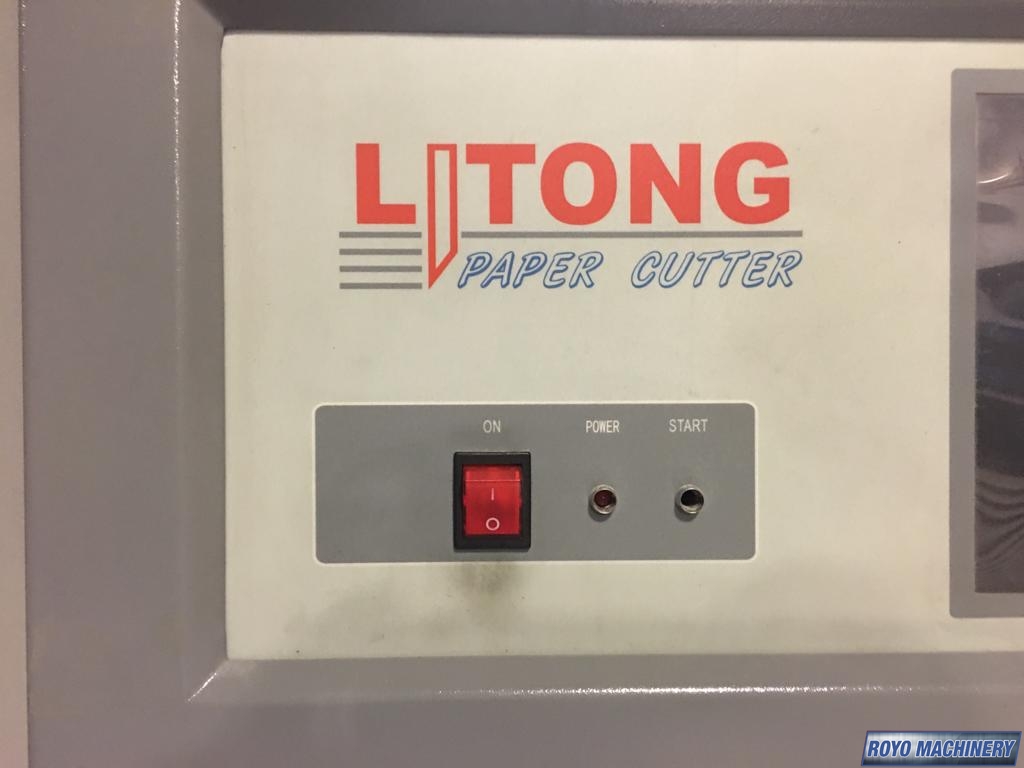 LITONG
PAPER CUTTER
ON POWER START
I
O
ROYO MACHINERY